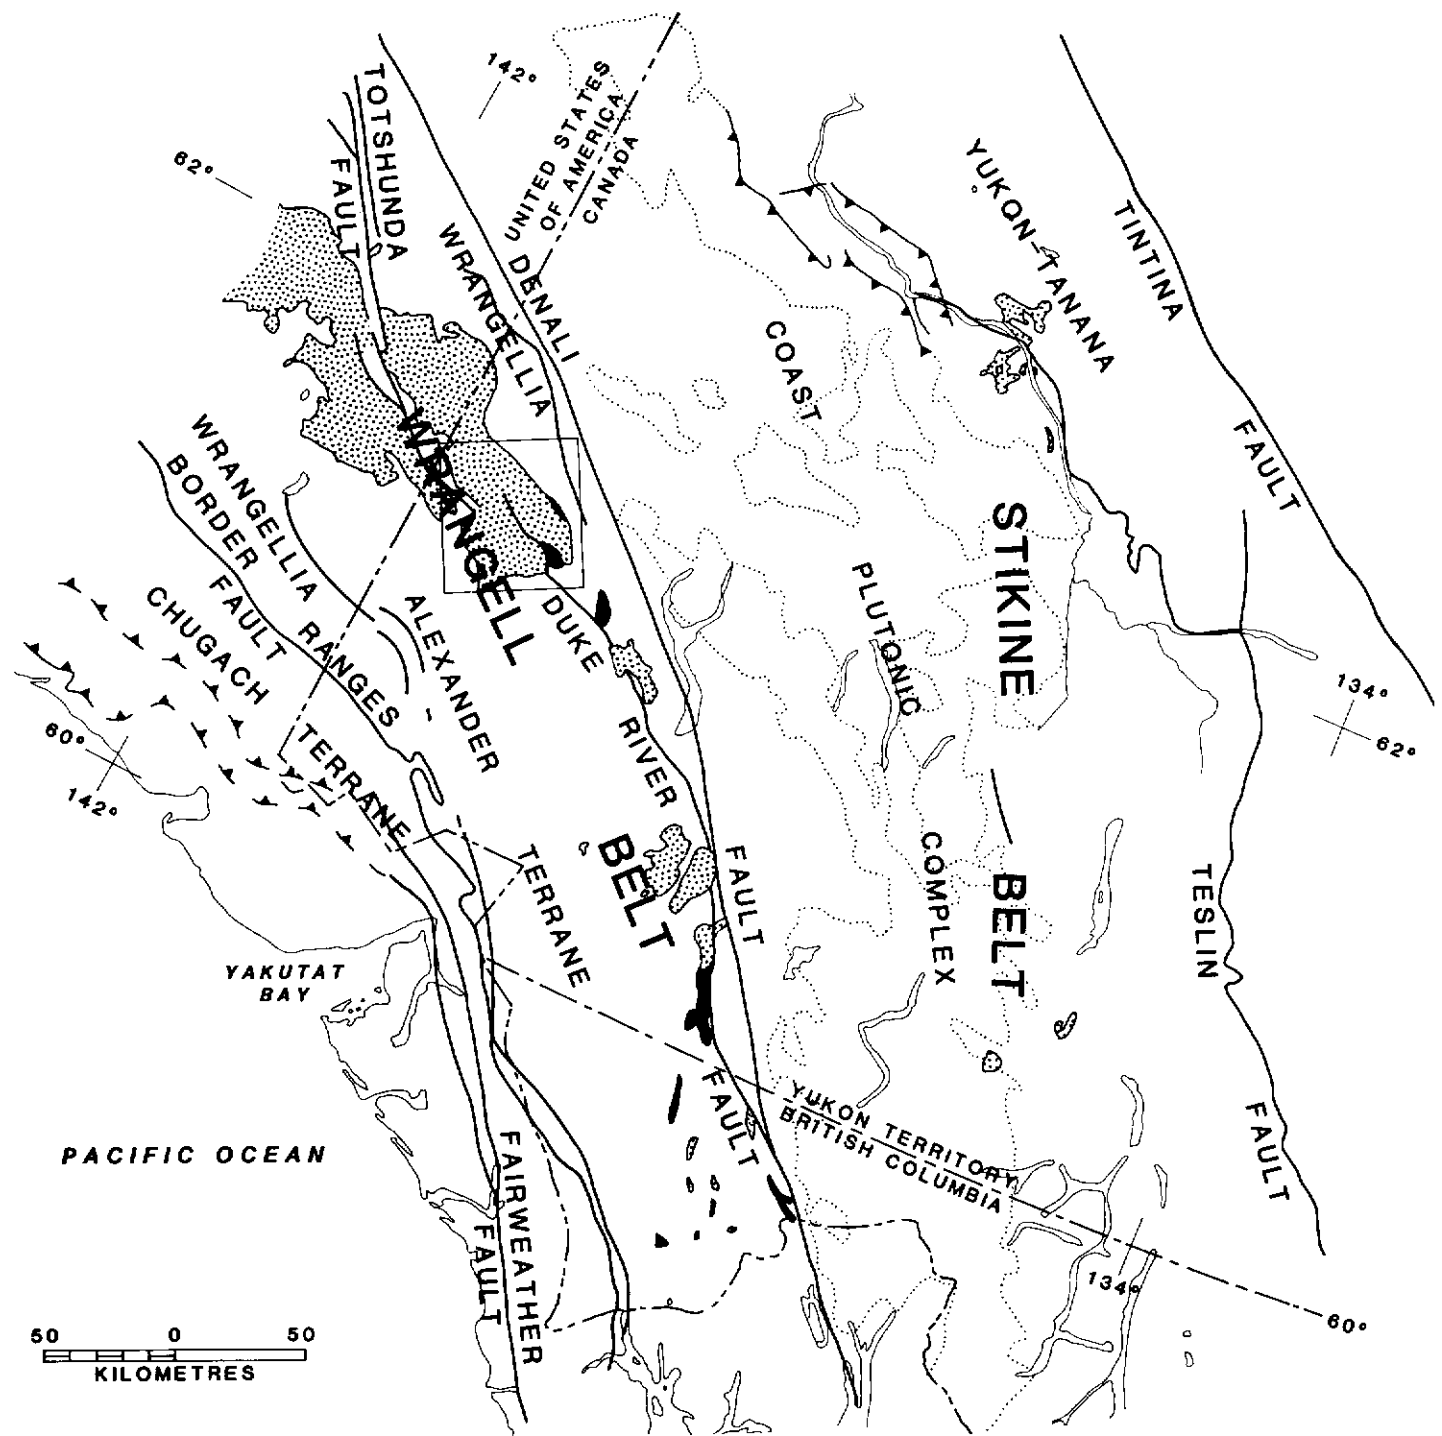 142°
UNITED STATES
OF AMERICA
CANADA
TOTSHUNDA
FAULT
62°
YUKON-TANANA
TINTINA
FAULT
WRANGELLIA
DENALI
FAULT
COAST
PLUTONIC
COMPLEX
WRANGELL
BELT
STIKINE
BELT
WRANGELLIA
BORDER
RANGES
FAULT
CHUGACH
TERRANE
ALEXANDER
TERRANE
DUKE
RIVER
FAULT
134°
62°
60°
142°
TESLIN
FAULT
YAKUTAT
BAY
PACIFIC OCEAN
FAIRWEATHER
FAULT
YUKON TERRITORY
BRITISH COLUMBIA
134°
60°
50 0 50
KILOMETRES